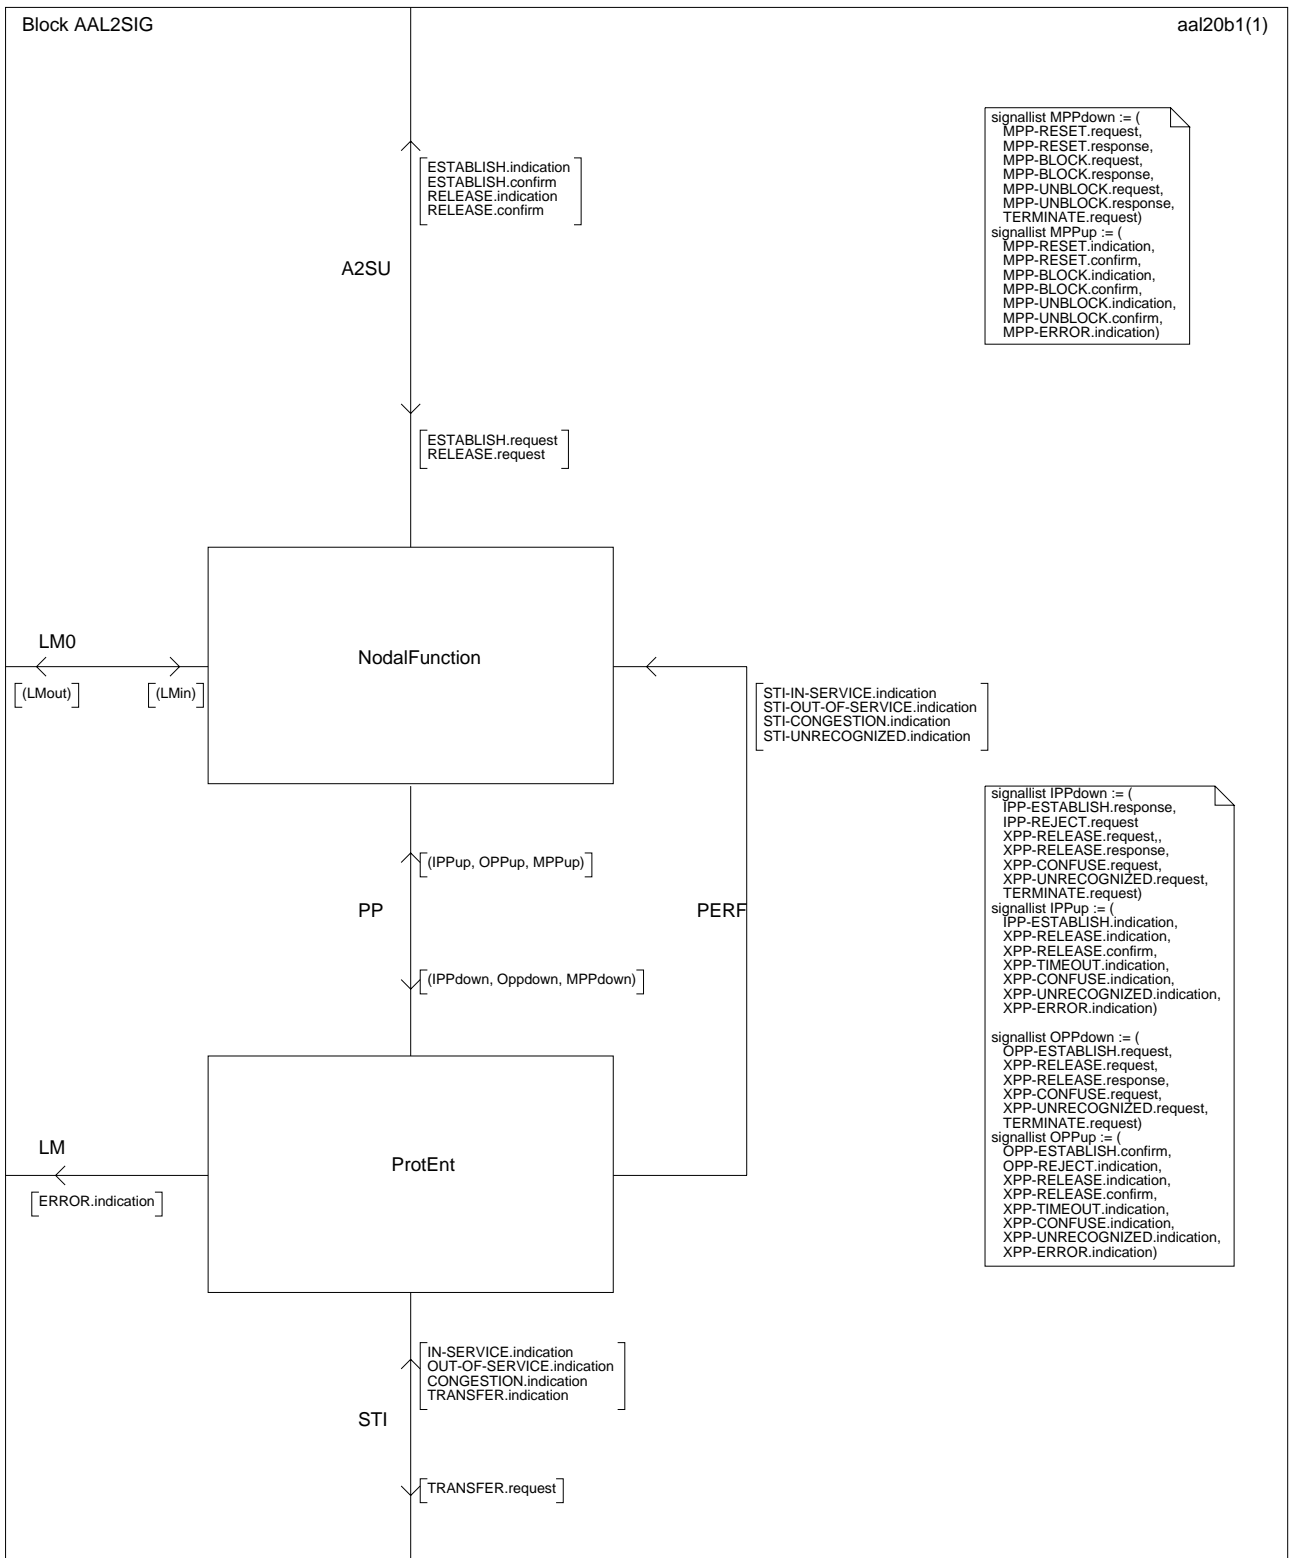 Block AAL2SIG
aal20b1(1)
signallist MPPdown := (
MPP-RESET.request,
MPP-RESET.response,
MPP-BLOCK.request,
MPP-BLOCK.response,
MPP-UNBLOCK.request,
MPP-UNBLOCK.response,
TERMINATE.request)
signallist MPPup := (
MPP-RESET.indication,
MPP-RESET.confirm,
MPP-BLOCK.indication,
MPP-BLOCK.confirm,
MPP-UNBLOCK.indication,
MPP-UNBLOCK.confirm,
MPP-ERROR.indication)
ESTABLISH.indication
ESTABLISH.confirm
RELEASE.indication
RELEASE.confirm
A2SU
ESTABLISH.request
RELEASE.request
LM0
NodalFunction
(LMout)
(LMin)
STI-IN-SERVICE.indication
STI-OUT-OF-SERVICE.indication
STI-CONGESTION.indication
STI-UNRECOGNIZED.indication
(IPPup, OPPup, MPPup)
PP
PERF
(IPPdown, Oppdown, MPPdown)
signallist IPPdown := (
IPP-ESTABLISH.response,
IPP-REJECT.request
XPP-RELEASE.request,,
XPP-RELEASE.response,
XPP-CONFUSE.request,
XPP-UNRECOGNIZED.request,
TERMINATE.request)
signallist IPPup := (
IPP-ESTABLISH.indication,
XPP-RELEASE.indication,
XPP-RELEASE.confirm,
XPP-TIMEOUT.indication,
XPP-CONFUSE.indication,
XPP-UNRECOGNIZED.indication,
XPP-ERROR.indication)
signallist OPPdown := (
OPP-ESTABLISH.request,
XPP-RELEASE.request,
XPP-RELEASE.response,
XPP-CONFUSE.request,
XPP-UNRECOGNIZED.request,
TERMINATE.request)
signallist OPPup := (
OPP-ESTABLISH.confirm,
OPP-REJECT.indication,
XPP-RELEASE.indication,
XPP-RELEASE.confirm,
XPP-TIMEOUT.indication,
XPP-CONFUSE.indication,
XPP-UNRECOGNIZED.indication,
XPP-ERROR.indication)
LM
ProtEnt
ERROR.indication
IN-SERVICE.indication
OUT-OF-SERVICE.indication
CONGESTION.indication
TRANSFER.indication
STI
TRANSFER.request